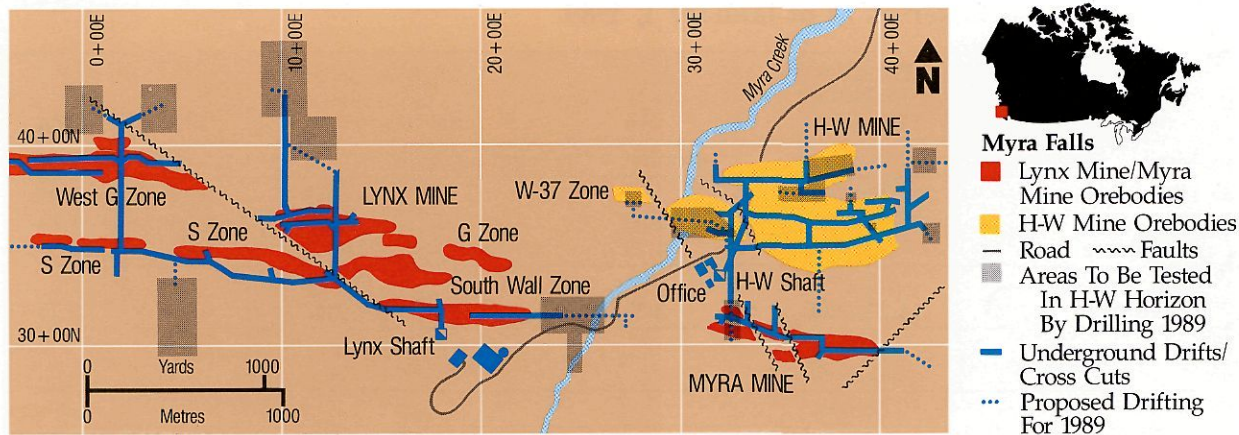 0+00E
10+00E
20+00E
30+00E
40+00E
Myra Creek
N
40+00N
H-W MINE
West G Zone
LYNX MINE
W-37 Zone
S Zone
G Zone
S Zone
South Wall Zone
Office
H-W Shaft
30+00N
Lynx Shaft
MYRA MINE
0 Yards 1000
0 Metres 1000
Myra Falls
Lynx Mine/Myra
Mine Orebodies
H-W Mine Orebodies
Road Faults
Areas To Be Tested
In H-W Horizon
By Drilling 1989
Underground Drifts/
Cross Cuts
Proposed Drifting
For 1989